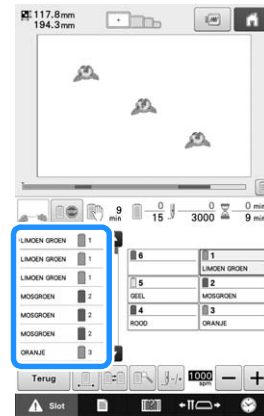 117.8mm
194.3mm
9 min
0
15
0
3000
0 min
9 min
LIMOEN GROEN 1
LIMOEN GROEN 1
LIMOEN GROEN 1
MOSGROEN 2
MOSGROEN 2
MOSGROEN 2
ORANJE 3
6
1
LIMOEN GROEN
5
GEEL
2
MOSGROEN
4
ROOD
3
ORANJE
Terug
1000
spm
Slot